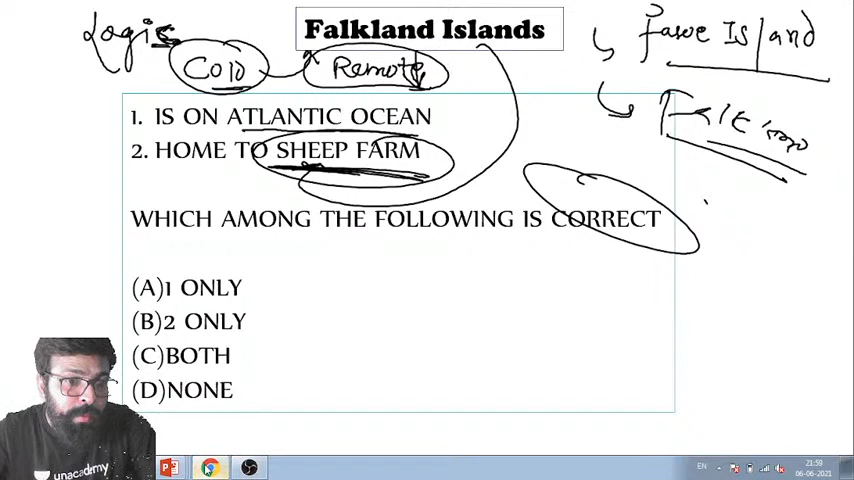 Logic
Falkland Islands
Faroe Island
Cold
Remote
1. IS ON ATLANTIC OCEAN
2. HOME TO SHEEP FARM
WHICH AMONG THE FOLLOWING IS CORRECT
(A)1 ONLY
(B)2 ONLY
(C)BOTH
(D)NONE
unacademy
EN
21:59
06-06-2021